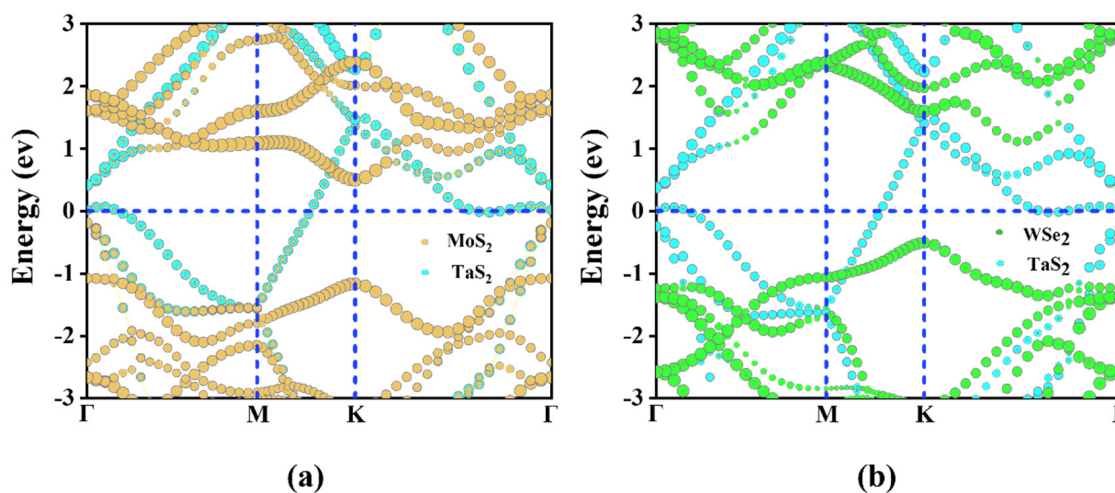 3
2
1
0
-1
-2
-3
Energy (ev)
MoS2
TaS2
Γ
M
K
Γ
(a)
3
2
1
0
-1
-2
-3
Energy (ev)
WSe2
TaS2
Γ
M
K
(b)